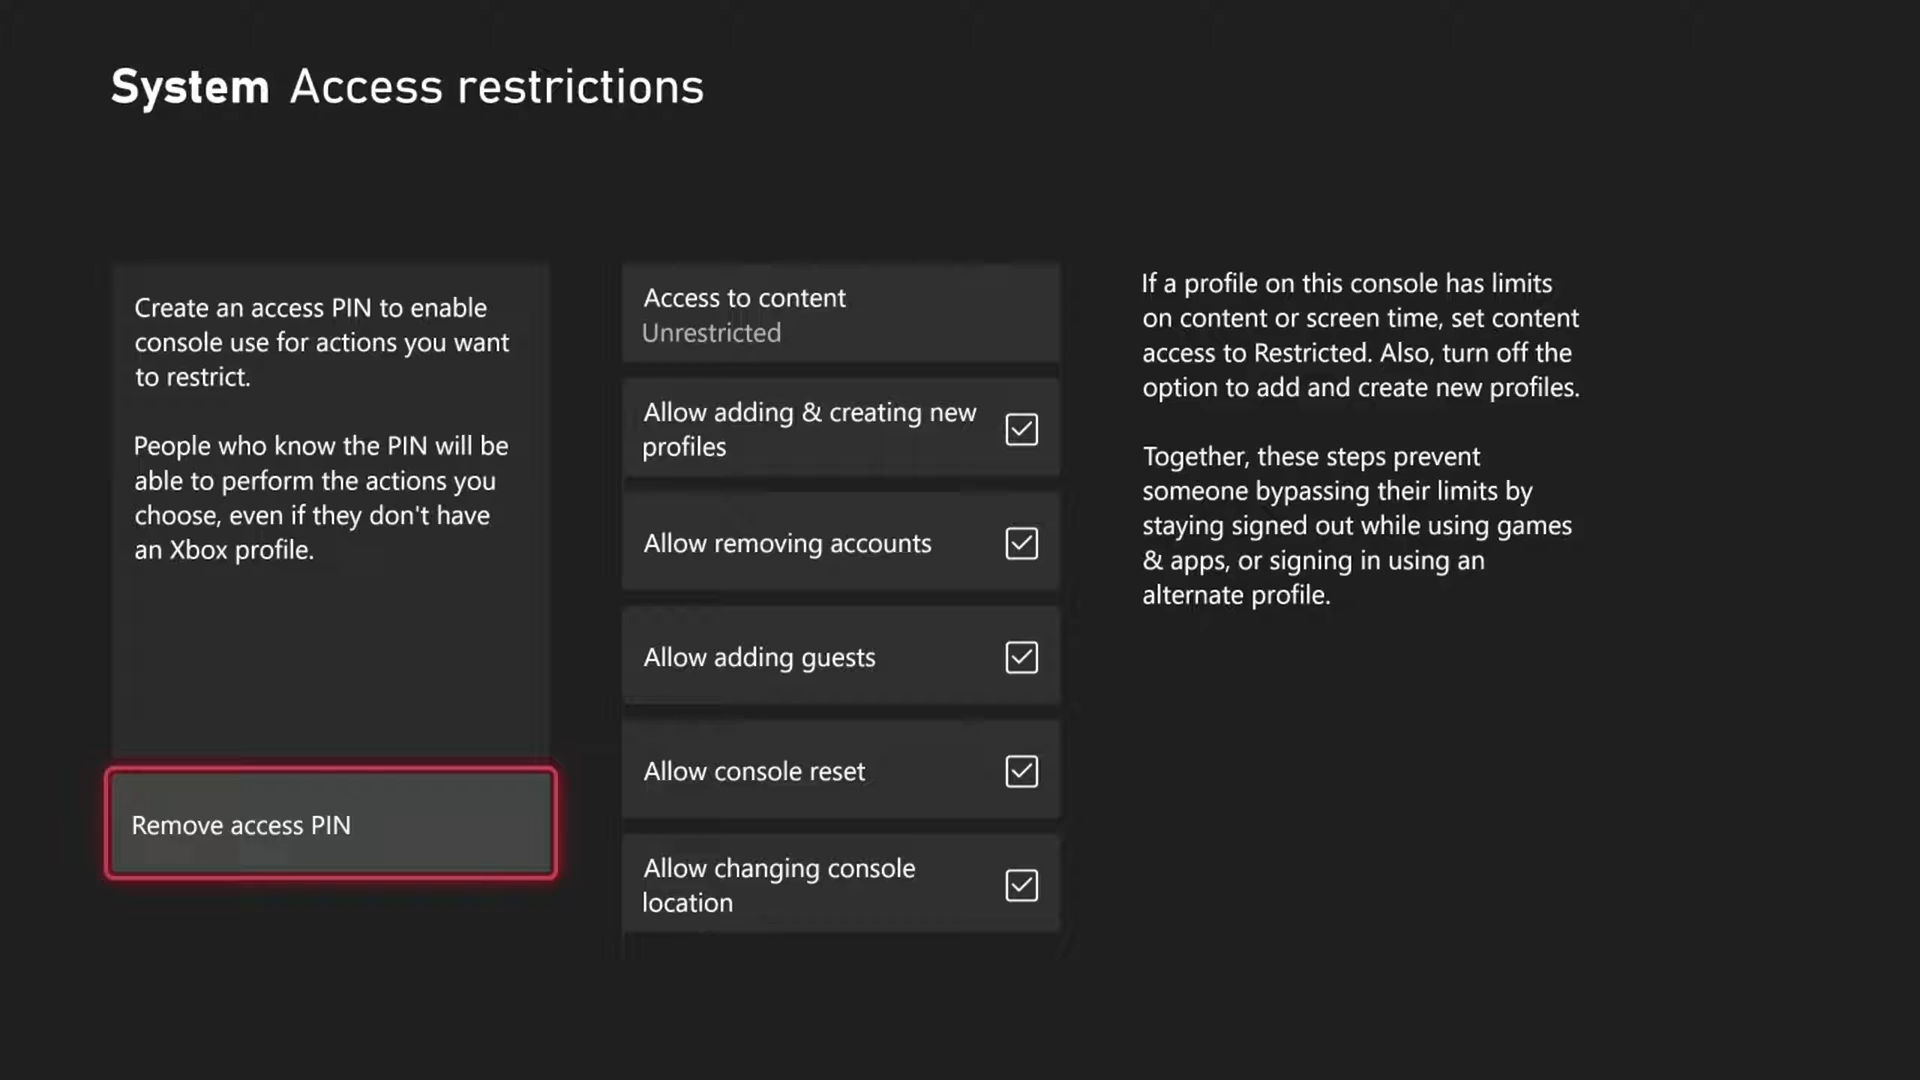 System Access restrictions
Create an access PIN to enable
console use for actions you want
to restrict.
People who know the PIN will be
able to perform the actions you
choose, even if they don't have
an Xbox profile.
Remove access PIN
Access to content
Unrestricted
Allow adding & creating new
profiles
Allow removing accounts
Allow adding guests
Allow console reset
Allow changing console
location
If a profile on this console has limits
on content or screen time, set content
access to Restricted. Also, turn off the
option to add and create new profiles.
Together, these steps prevent
someone bypassing their limits by
staying signed out while using games
& apps, or signing in using an
alternate profile.